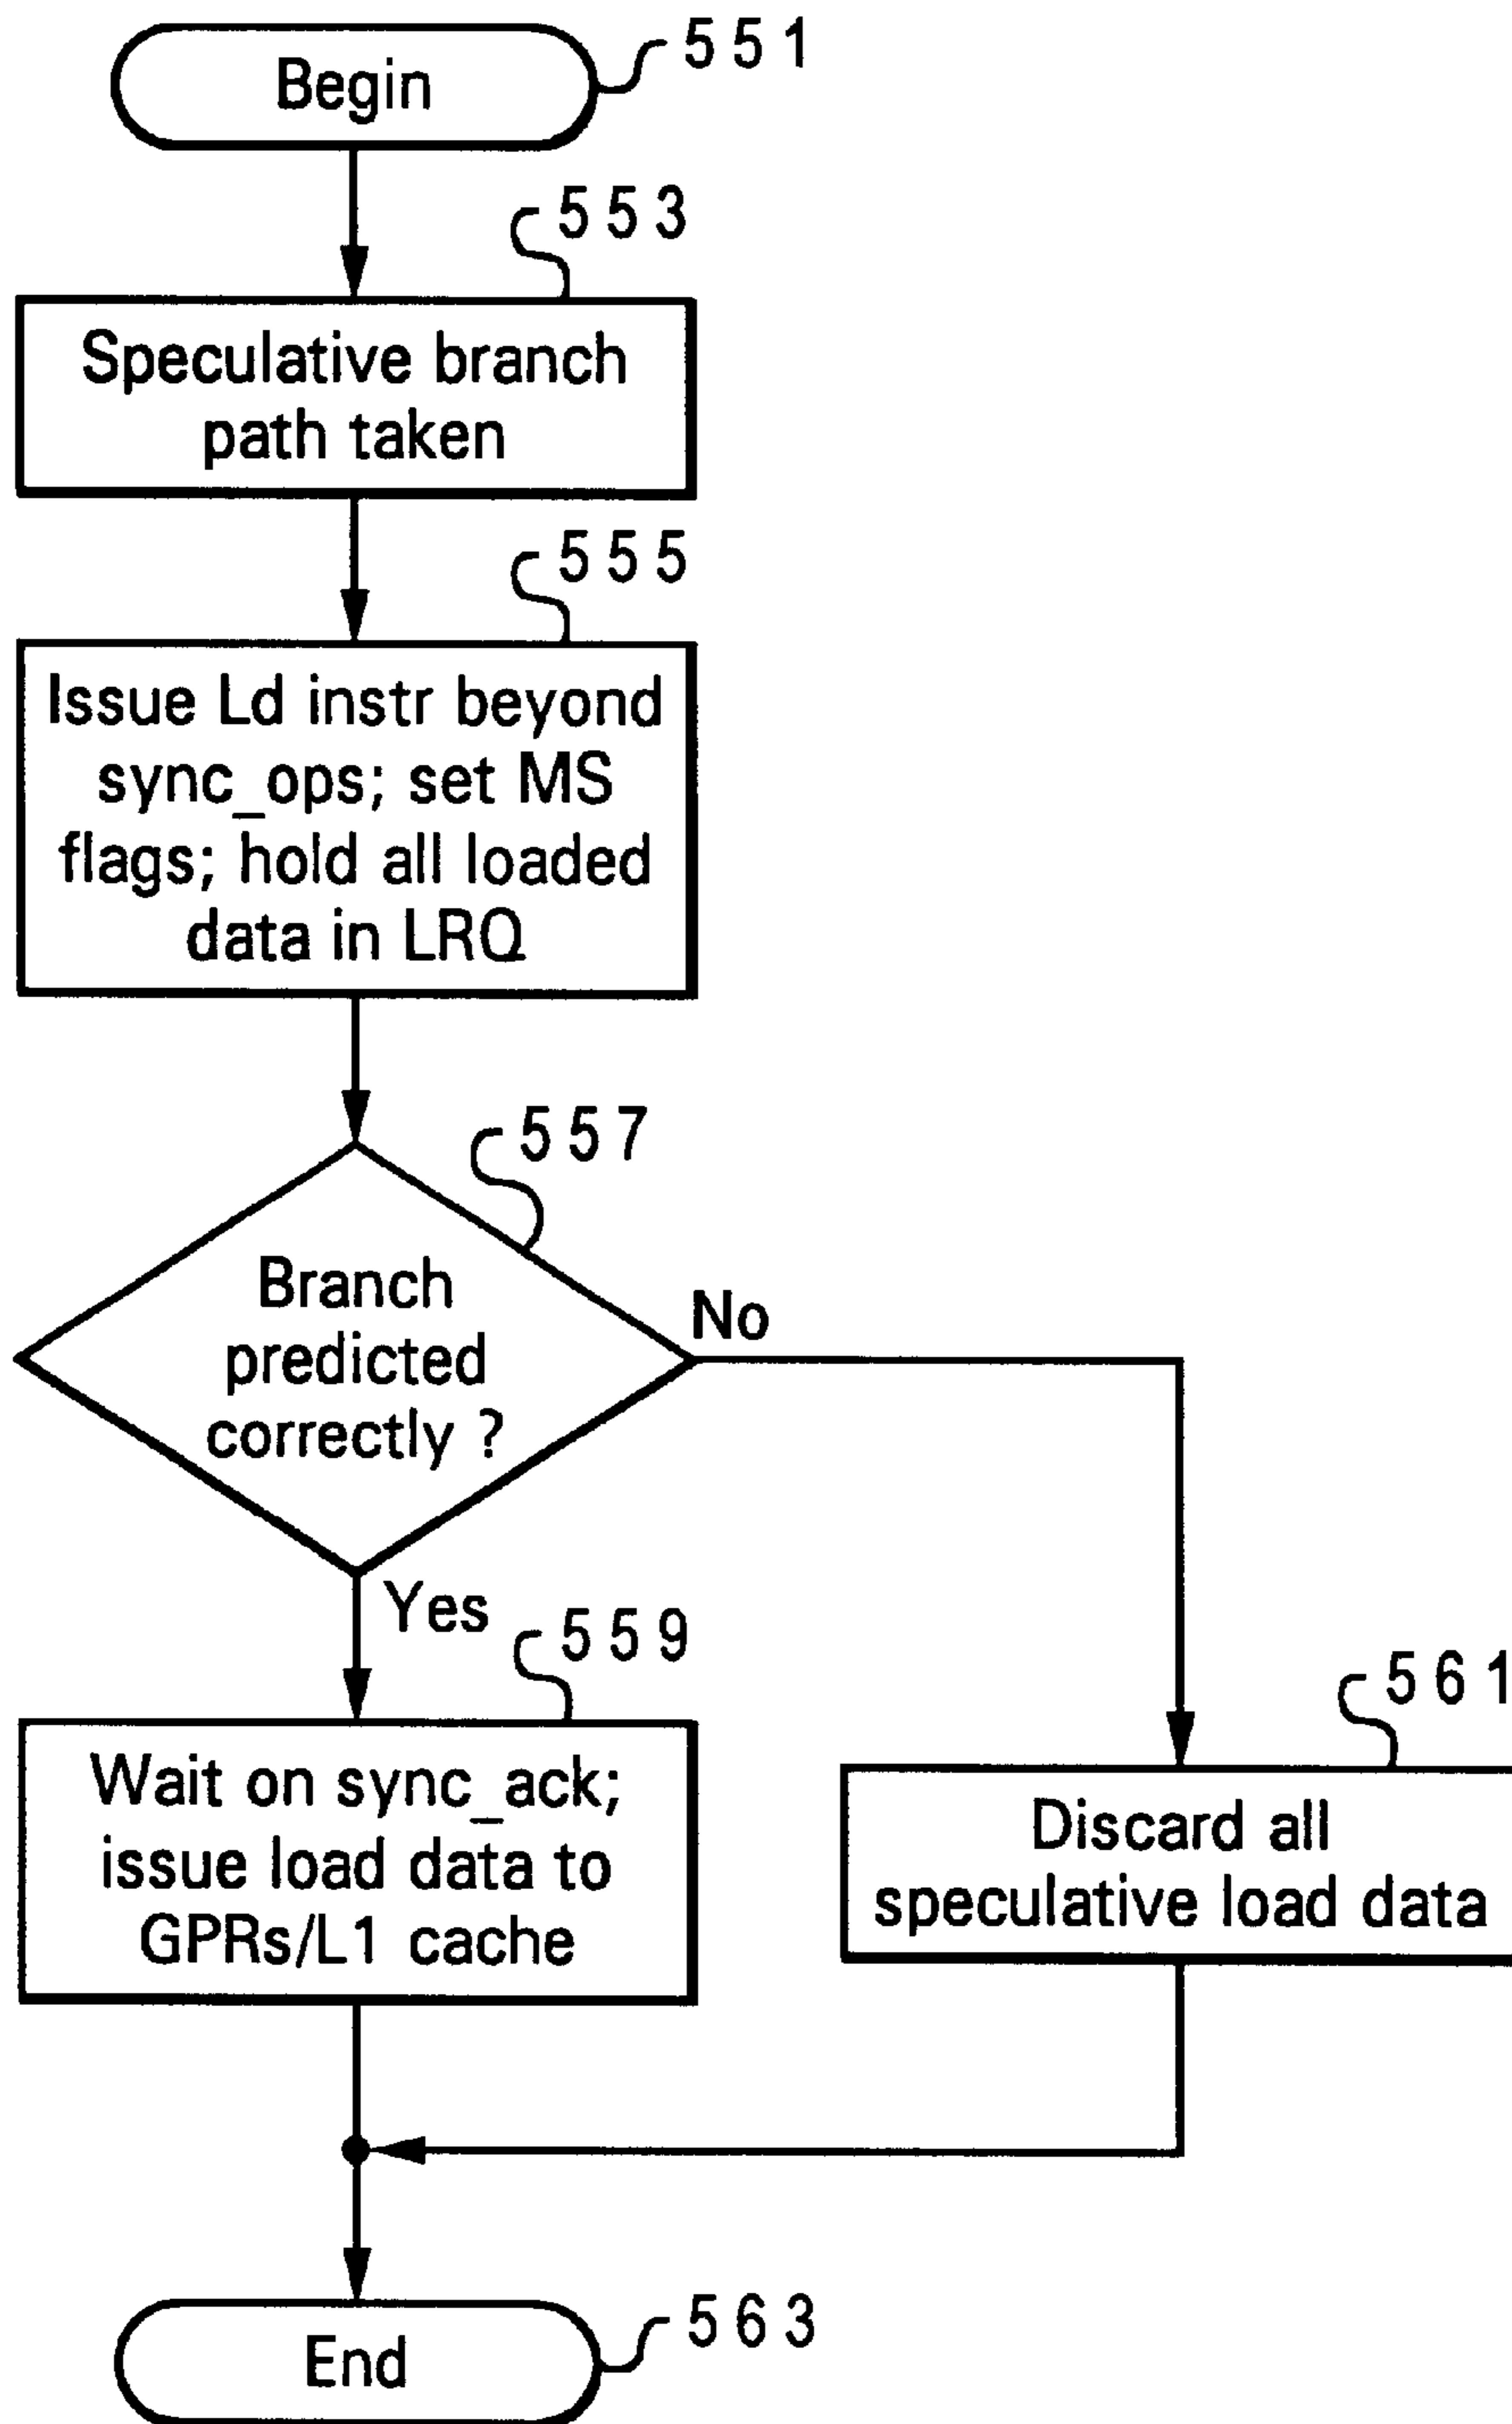 Begin
551
553
Speculative branch
path taken
555
Issue Ld instr beyond
sync_ops; set MS
flags; hold all loaded
data in LRQ
557
Branch
predicted
correctly ?
No
Yes
559
Wait on sync_ack;
issue load data to
GPRs/L1 cache
561
Discard all
speculative load data
End
563